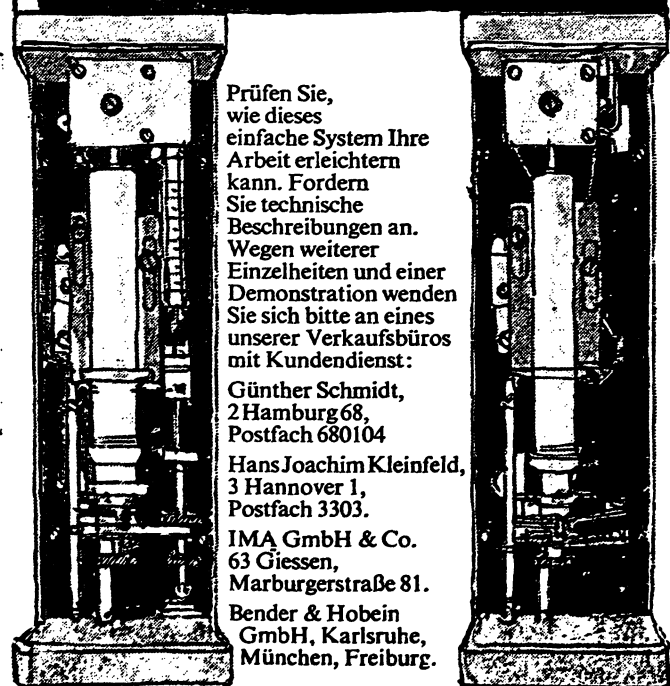 Prüfen Sie,
wie dieses
einfache System Ihre
Arbeit erleichtern
kann. Fordern
Sie technische
Beschreibungen an.
Wegen weiterer
Einzelheiten und einer
Demonstration wenden
Sie sich bitte an eines
unserer Verkaufsbüros
mit Kundendienst:
Günther Schmidt,
2 Hamburg 68,
Postfach 680104
Hans Joachim Kleinfeld,
3 Hannover 1,
Postfach 3303.
IMA GmbH & Co.
63 Giessen,
Marburgerstraße 81.
Bender & Hobein
GmbH, Karlsruhe,
München, Freiburg.